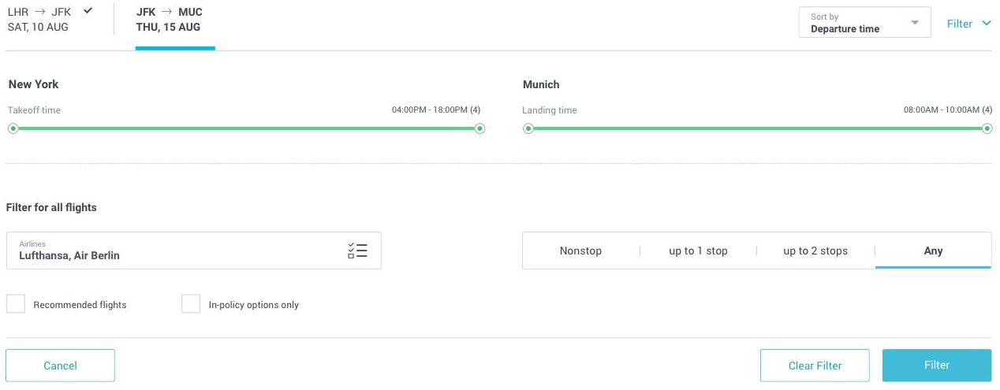 LHR → JFK ✓
SAT, 10 AUG
JFK → MUC
THU, 15 AUG
Sort by
Departure time
Filter
New York
Takeoff time
04:00PM - 18:00PM (4)
Munich
Landing time
08:00AM - 10:00AM (4)
Filter for all flights
Airlines
Lufthansa, Air Berlin
Nonstop
up to 1 stop
up to 2 stops
Any
Recommended flights
In-policy options only
Cancel
Clear Filter
Filter